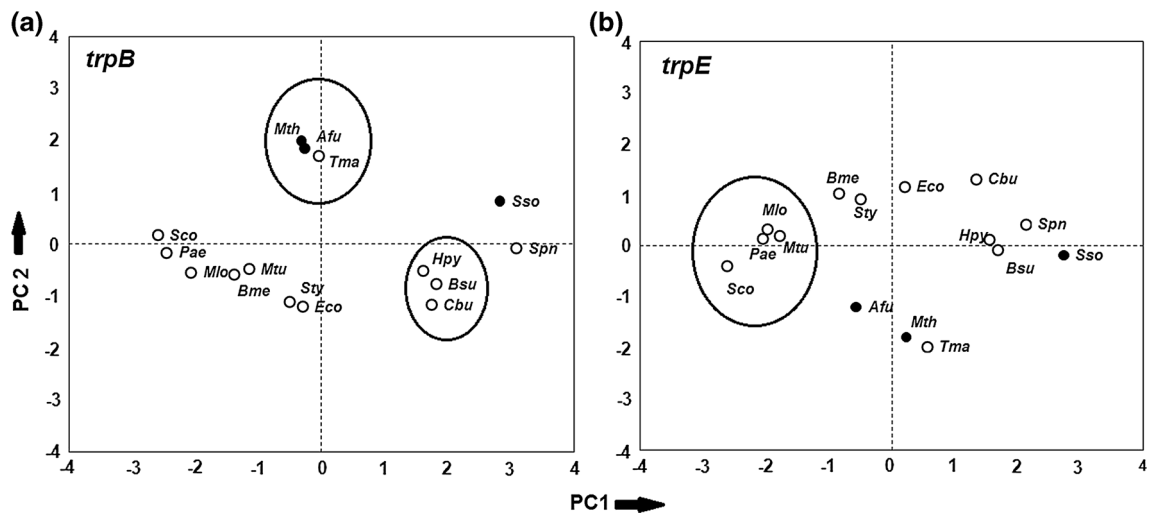 (a)
(b)
trpB
4
3
2
1
0
-1
-2
-3
-4
-4
-3
-2
-1
0
1
2
3
4
Mth
Afu
Tma
Sso
Sco
Pae
Mlo
Mtu
Bme
Sty
Eco
Hpy
Bsu
Cbu
Spn
PC 2
trpE
4
3
2
1
0
-1
-2
-3
-4
-4
-3
-2
-1
0
1
2
3
4
Bme
Sty
Eco
Cbu
Mlo
Pae
Mtu
Sco
Hpy
Spn
Bsu
Sso
Afu
Mth
Tma
PC1